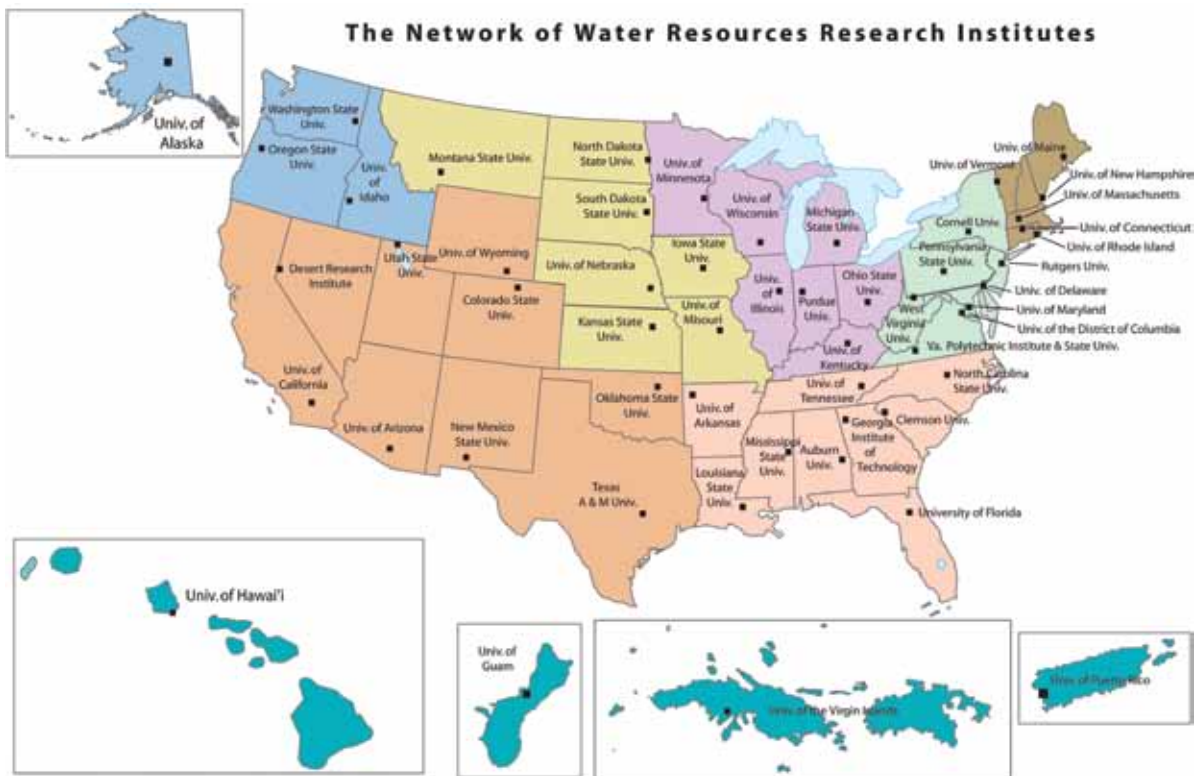 The Network of Water Resources Research Institutes
Univ. of
Alaska
Washington State
Univ.
Oregon State
Univ.
Univ.
of
Idaho
Montana State Univ.
North Dakota
State Univ.
Univ. of
Minnesota
South Dakota
State Univ.
Univ. of
Wisconsin
Michigan
State Univ.
Univ. of Maine
Univ. of Vermont
Univ. of New Hampshire
Univ. of Massachusetts
Cornell Univ.
Univ. of Connecticut
Univ. of Rhode Island
Pennsylvania
State Univ.
Rutgers Univ.
Desert Research
Institute
Utah State
Univ.
Univ. of Wyoming
Univ. of Nebraska
Iowa State
Univ.
Colorado State
Univ.
Univ.
of
Illinois
Purdue
Univ.
Ohio State
Univ.
Univ. of Delaware
Univ. of Maryland
Univ. of the District of Columbia
West
Virginia
Univ.
Va. Polytechnic Institute & State Univ.
Kansas State
Univ.
Univ. of
Misouri
Univ. of
Kentucky
Univ. of
California
Univ. of Arizona
New Mexico
State Univ.
Oklahoma State
Univ.
Univ. of
Arkansas
Univ. of
Tennessee
North Carolina
State Univ.
Clemson Univ.
Mississippi
State
Univ.
Auburn
Univ.
Georgia
Institute
of
Technology
Texas
A & M Univ.
Louisiana
State
Univ.
University of Florida
Univ. of Hawai'i
Univ. of
Guam
Univ. of the Virgin Islands
Univ. of Puerto Rico